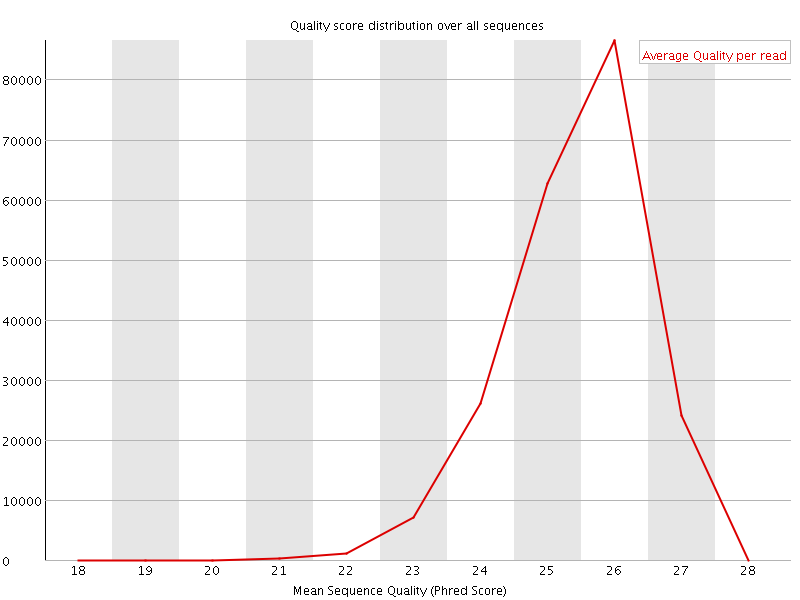 Quality score distribution over all sequences
Average Quality per read
80000
70000
60000
50000
40000
30000
20000
10000
0
18 19 20 21 22 23 24 25 26 27 28
Mean Sequence Quality (Phred Score)